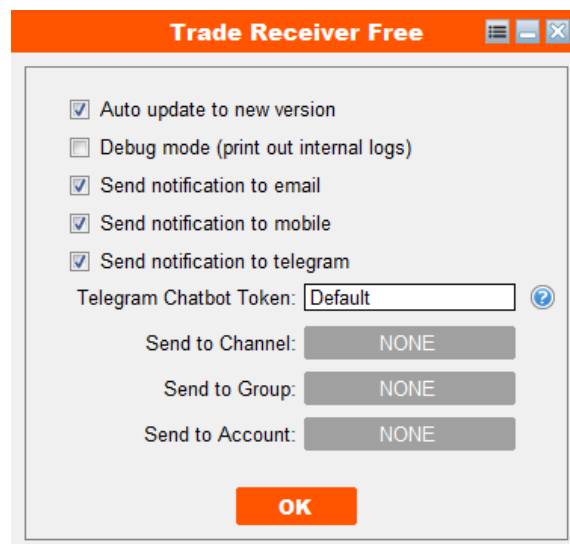 Trade Receiver Free
Auto update to new version
Debug mode (print out internal logs)
Send notification to email
Send notification to mobile
Send notification to telegram
Telegram Chatbot Token: Default ?
Send to Channel: NONE
Send to Group: NONE
Send to Account: NONE
OK